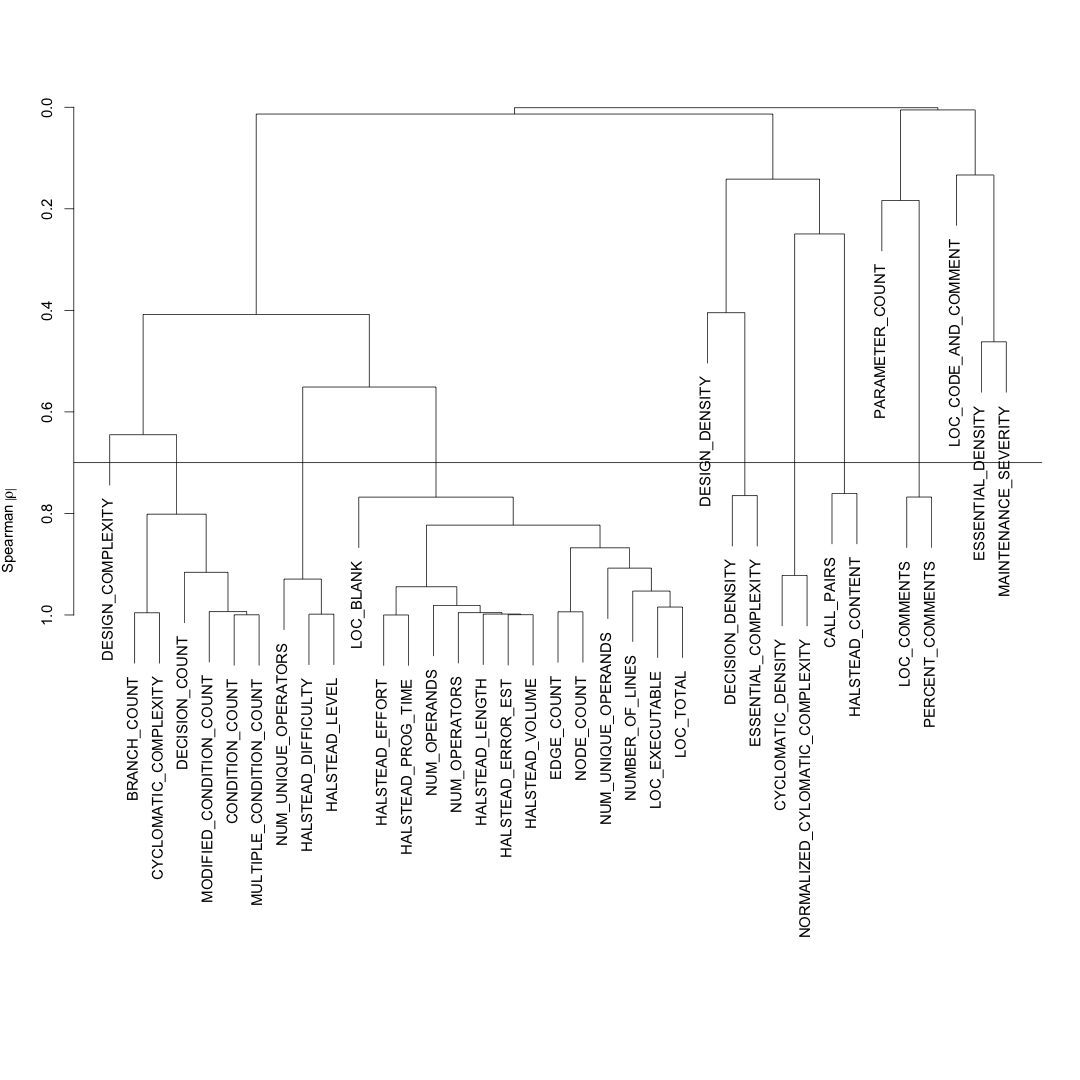 Spearman |ρ|
0.0
0.2
0.4
0.6
0.8
1.0
DESIGN_COMPLEXITY
BRANCH_COUNT
CYCLOMATIC_COMPLEXITY
DECISION_COUNT
MODIFIED_CONDITION_COUNT
CONDITION_COUNT
MULTIPLE_CONDITION_COUNT
NUM_UNIQUE_OPERATORS
HALSTEAD_DIFFICULTY
HALSTEAD_LEVEL
LOC_BLANK
HALSTEAD_EFFORT
HALSTEAD_PROG_TIME
NUM_OPERANDS
NUM_OPERATORS
HALSTEAD_LENGTH
HALSTEAD_ERROR_EST
HALSTEAD_VOLUME
EDGE_COUNT
NODE_COUNT
NUM_UNIQUE_OPERANDS
NUMBER_OF_LINES
LOC_EXECUTABLE
LOC_TOTAL
DESIGN_DENSITY
DECISION_DENSITY
ESSENTIAL_COMPLEXITY
CYCLOMATIC_DENSITY
NORMALIZED_CYLOMATIC_COMPLEXITY
CALL_PAIRS
HALSTEAD_CONTENT
PARAMETER_COUNT
LOC_COMMENTS
PERCENT_COMMENTS
LOC_CODE_AND_COMMENT
ESSENTIAL_DENSITY
MAINTENANCE_SEVERITY